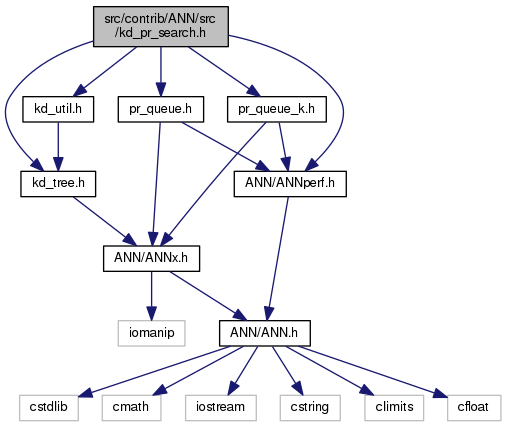 src/contrib/ANN/src
/kd_pr_search.h
kd_util.h
pr_queue.h
pr_queue_k.h
kd_tree.h
ANN/ANNperf.h
ANN/ANNx.h
iomanip
ANN/ANN.h
cstdlib
cmath
iostream
cstring
climits
cfloat